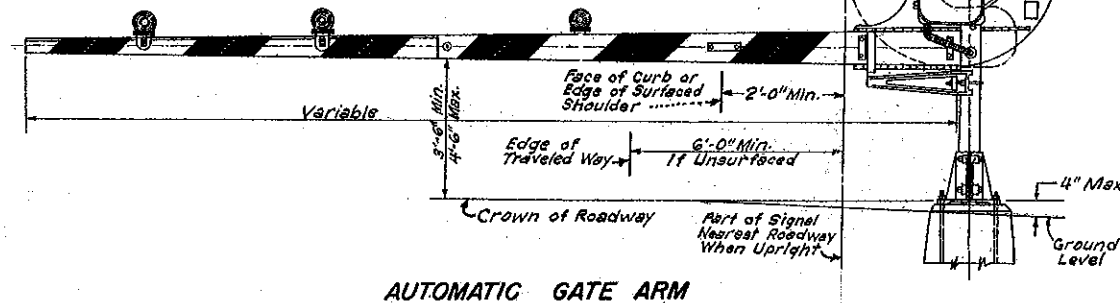 Face of Curb or
Edge of Surfaced
Shoulder
2'-0" Min.
Variable
3'-6" Min.
4'-6" Max.
Edge of
Traveled Way
6'-0" Min.
If Unsurfaced
4" Max
Crown of Roadway
Part of Signal
Nearest Roadway
When Upright
Ground
Level
AUTOMATIC GATE ARM